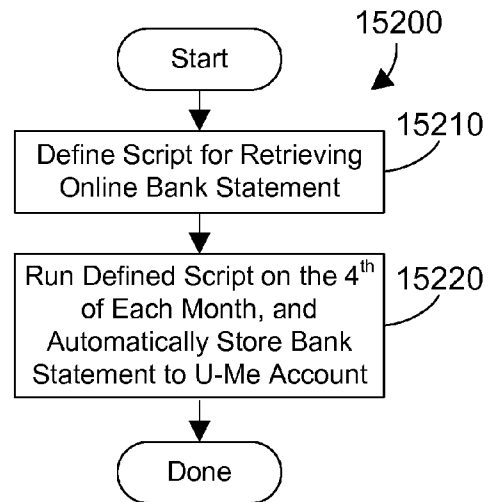 15200
Start
15210
Define Script for Retrieving
Online Bank Statement
15220
Run Defined Script on the 4th
of Each Month, and
Automatically Store Bank
Statement to U-Me Account
Done